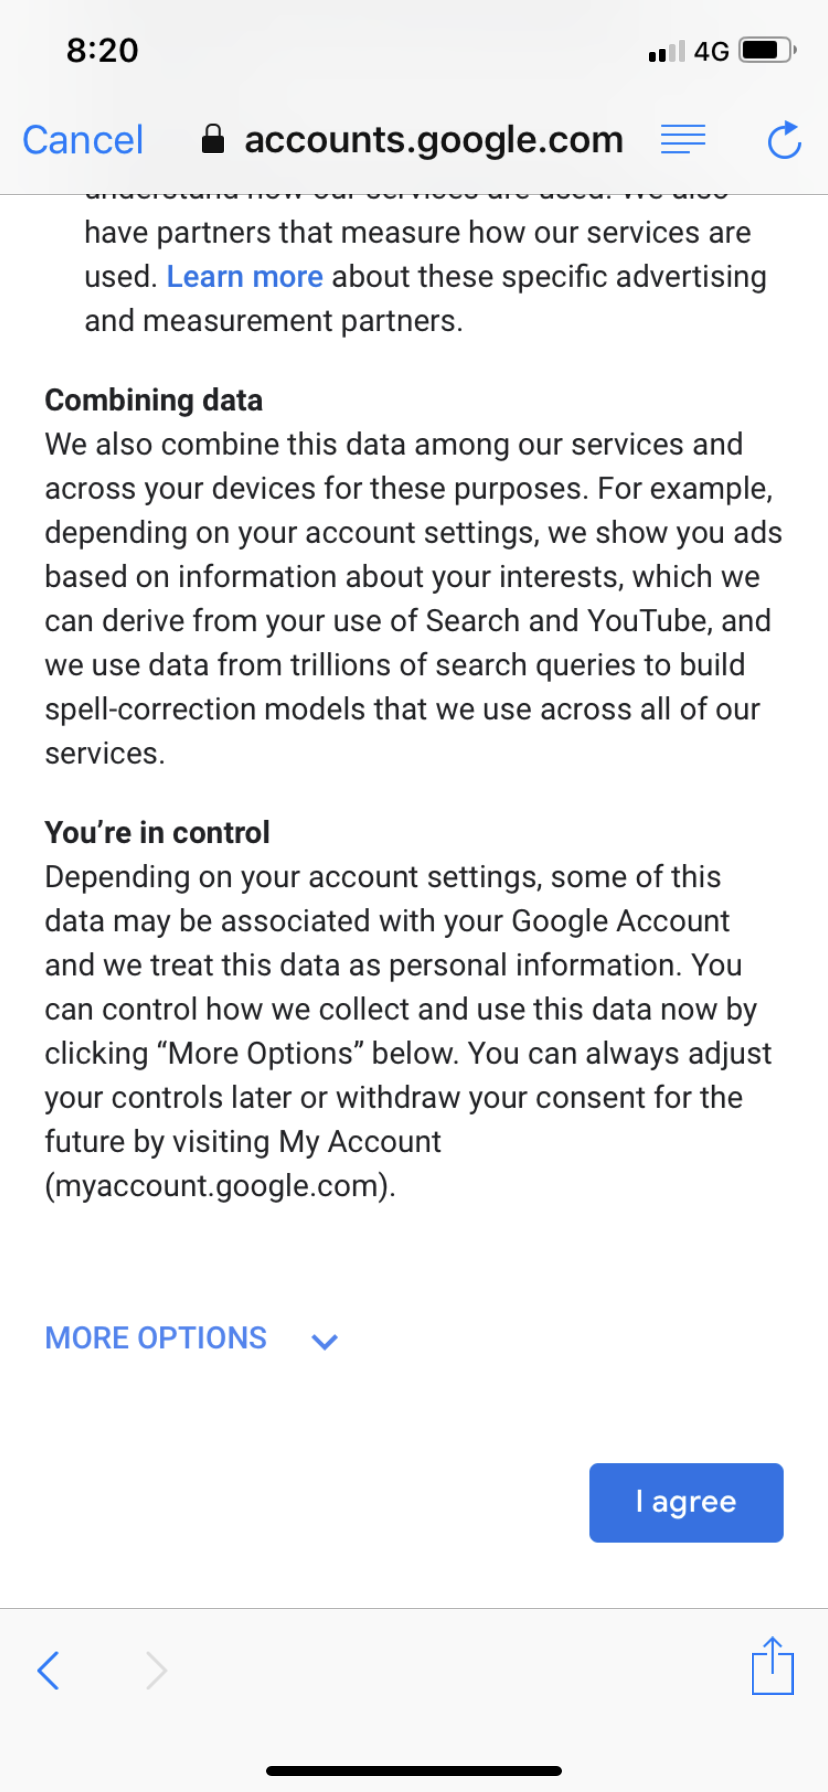 8:20
4G
Cancel
accounts.google.com
understand how our services are used. We also
have partners that measure how our services are
used. Learn more about these specific advertising
and measurement partners.
Combining data
We also combine this data among our services and
across your devices for these purposes. For example,
depending on your account settings, we show you ads
based on information about your interests, which we
can derive from your use of Search and YouTube, and
we use data from trillions of search queries to build
spell-correction models that we use across all of our
services.
You’re in control
Depending on your account settings, some of this
data may be associated with your Google Account
and we treat this data as personal information. You
can control how we collect and use this data now by
clicking “More Options” below. You can always adjust
your controls later or withdraw your consent for the
future by visiting My Account
(myaccount.google.com).
MORE OPTIONS
I agree